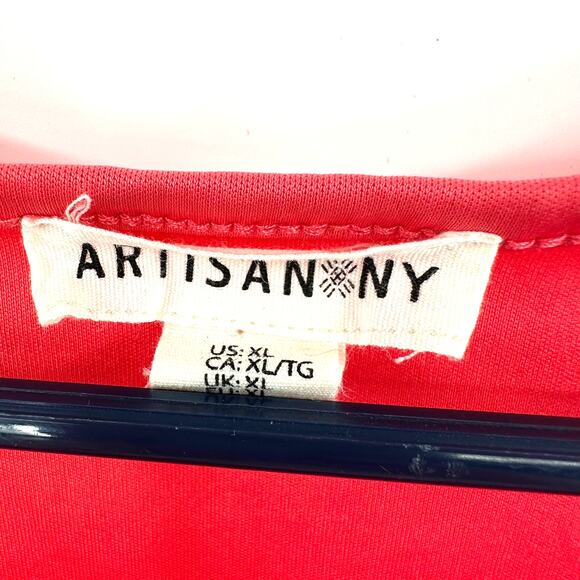 ARTISAN NY
US: XL
CA: XL/TG
UK: XL